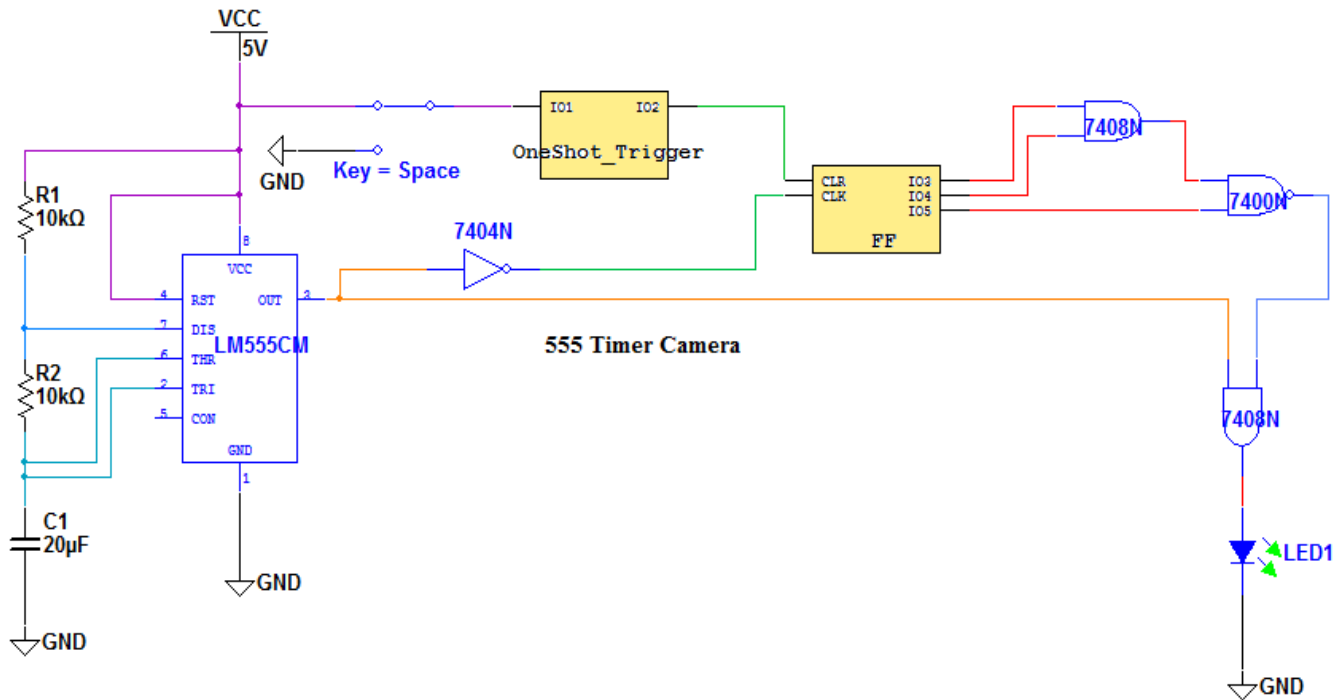 VCC
5V
IO1 IO2
OneShot_Trigger
GND
Key = Space
7408N
R1
10kΩ
CLR IO3
CLK IO4
IO5
FF
7400N
7404N
8
VCC
4 RST OUT 3
7 DIS
LM555CM
6 THR
2 TRI
5 CON
GND
1
R2
10kΩ
555 Timer Camera
7408N
C1
20µF
GND
GND
LED1
GND